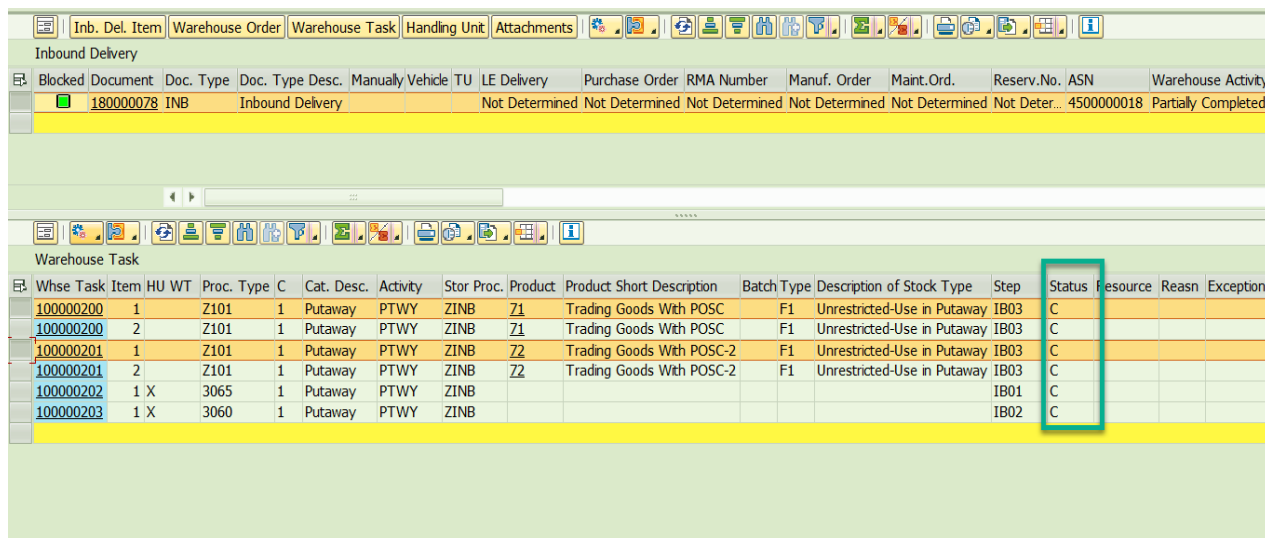 Inb. Del. Item Warehouse Order Warehouse Task Handling Unit Attachments
Inbound Delivery
Blocked Document Doc. Type Doc. Type Desc. Manually Vehicle TU LE Delivery Purchase Order RMA Number Manuf. Order Maint.Ord. Reserv.No. ASN Warehouse Activity
180000078 INB Inbound Delivery Not Determined Not Determined Not Determined Not Determined Not Determined Not Deter... 4500000018 Partially Completed
Warehouse Task
Whse Task Item HU WT Proc. Type C Cat. Desc. Activity Stor Proc. Product Product Short Description Batch Type Description of Stock Type Step Status Resource Reasn Exception
100000200 1 Z101 1 Putaway PTWY ZINB 71 Trading Goods With POSC F1 Unrestricted-Use in Putaway IB03 C
100000200 2 Z101 1 Putaway PTWY ZINB 71 Trading Goods With POSC F1 Unrestricted-Use in Putaway IB03 C
100000201 1 Z101 1 Putaway PTWY ZINB 72 Trading Goods With POSC-2 F1 Unrestricted-Use in Putaway IB03 C
100000201 2 Z101 1 Putaway PTWY ZINB 72 Trading Goods With POSC-2 F1 Unrestricted-Use in Putaway IB03 C
100000202 1 X 3065 1 Putaway PTWY ZINB IB01 C
100000203 1 X 3060 1 Putaway PTWY ZINB IB02 C